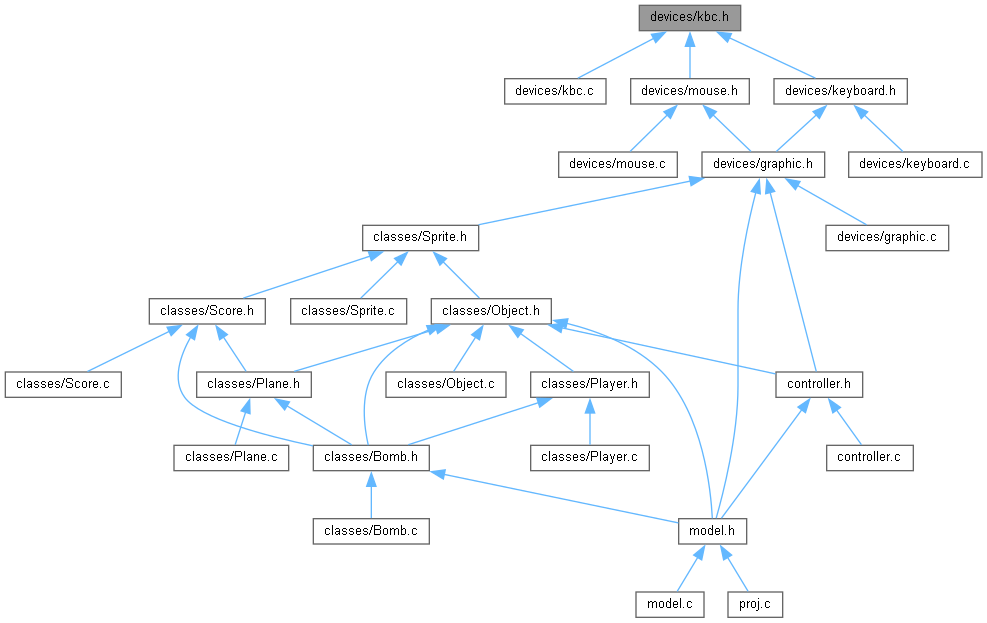 devices/kbc.h
devices/kbc.c
devices/mouse.h
devices/keyboard.h
devices/mouse.c
devices/graphic.h
devices/keyboard.c
classes/Sprite.h
devices/graphic.c
classes/Score.h
classes/Sprite.c
classes/Object.h
classes/Score.c
classes/Plane.h
classes/Object.c
classes/Player.h
controller.h
classes/Plane.c
classes/Bomb.h
classes/Player.c
controller.c
classes/Bomb.c
model.h
model.c
proj.c